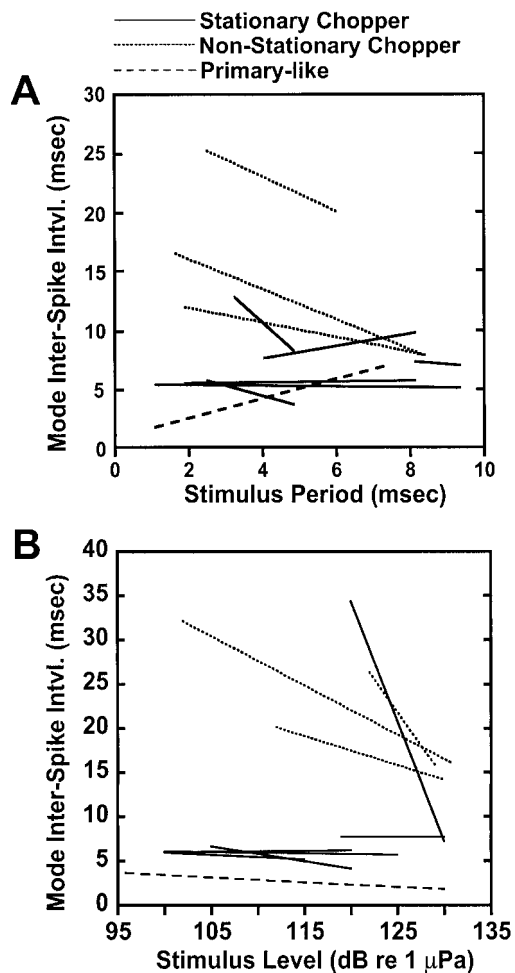 Stationary Chopper
Non-Stationary Chopper
Primary-like
A
30
25
20
15
10
5
0
Mode Inter-Spike Intvl. (msec)
0 2 4 6 8 10
Stimulus Period (msec)
B
40
35
30
25
20
15
10
5
0
Mode Inter-Spike Intvl. (msec)
95 105 115 125 135
Stimulus Level (dB re 1 μPa)